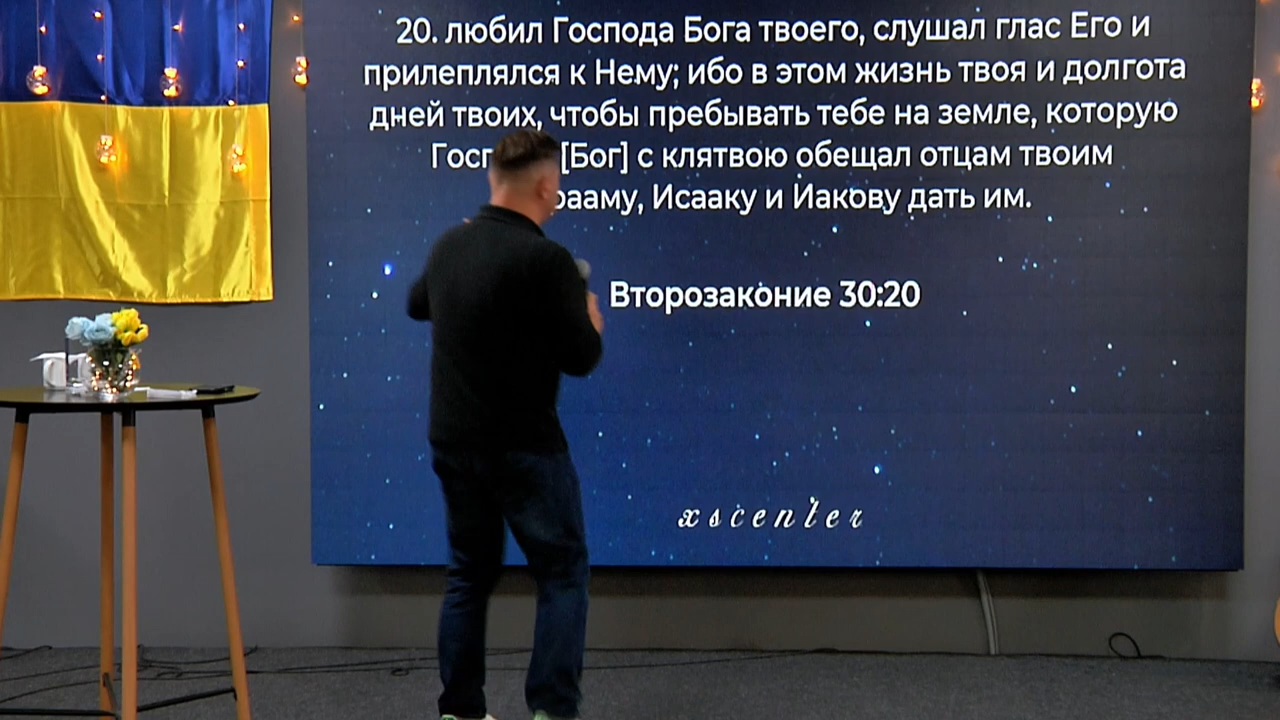 20. любил Господа Бога твоего, слушал глас Его и
прилеплялся к Нему; ибо в этом жизнь твоя и долгота
дней твоих, чтобы пребывать тебе на земле, которую
[Бог] с клятвою обещал отцам твоим
Исааку и Иакову дать им.
Второзаконие 30:20
xscenter